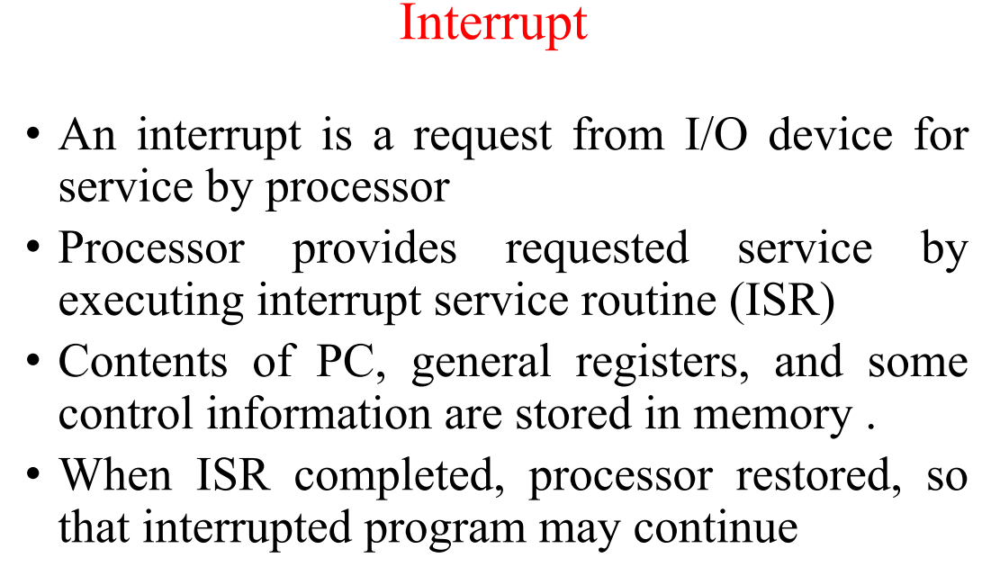 Interrupt
• An interrupt is a request from I/O device for
service by processor
• Processor provides requested service by
executing interrupt service routine (ISR)
• Contents of PC, general registers, and some
control information are stored in memory .
• When ISR completed, processor restored, so
that interrupted program may continue